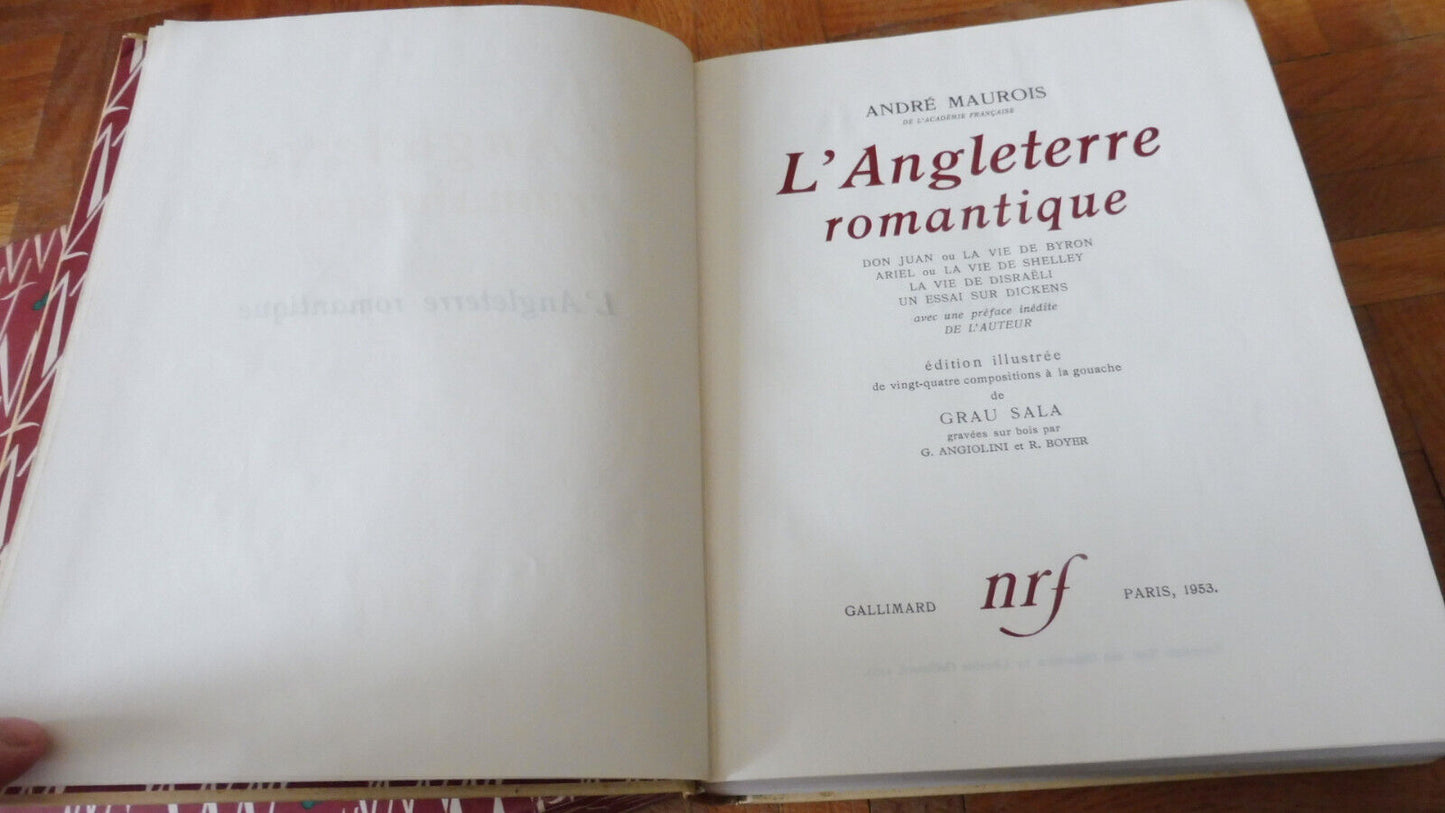 L'Angleterre romantique
ANDRÉ MAUROIS
DE L'ACADÉMIE FRANÇAISE
L'Angleterre
romantique
DON JUAN ou LA VIE DE BYRON
ARIEL ou LA VIE DE SHELLEY
LA VIE DE DISRAËLI
UN ESSAI SUR DICKENS
avec une préface inédite
DE L'AUTEUR
édition illustrée
de vingt-quatre compositions à la gouache
de
GRAU SALA
gravées sur bois par
G. ANGIOLINI et R. BOYER
GALLIMARD nrf PARIS, 1953.